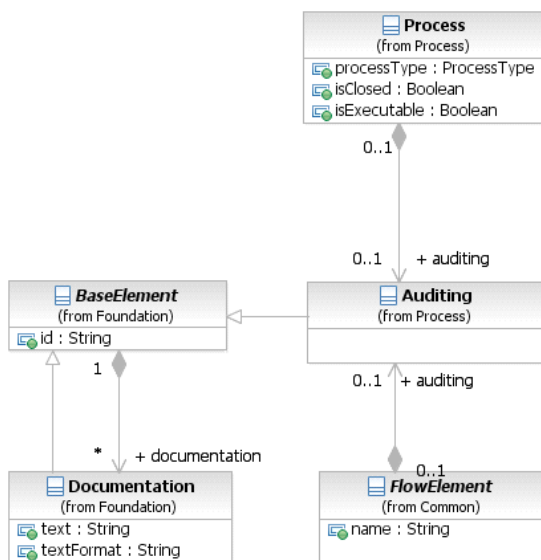 Process
(from Process)
processType : ProcessType
isClosed : Boolean
isExecutable : Boolean
0..1
0..1 + auditing
BaseElement
(from Foundation)
id : String
Auditing
(from Process)
1
0..1 + auditing
* + documentation
0..1
Documentation
(from Foundation)
text : String
textFormat : String
FlowElement
(from Common)
name : String